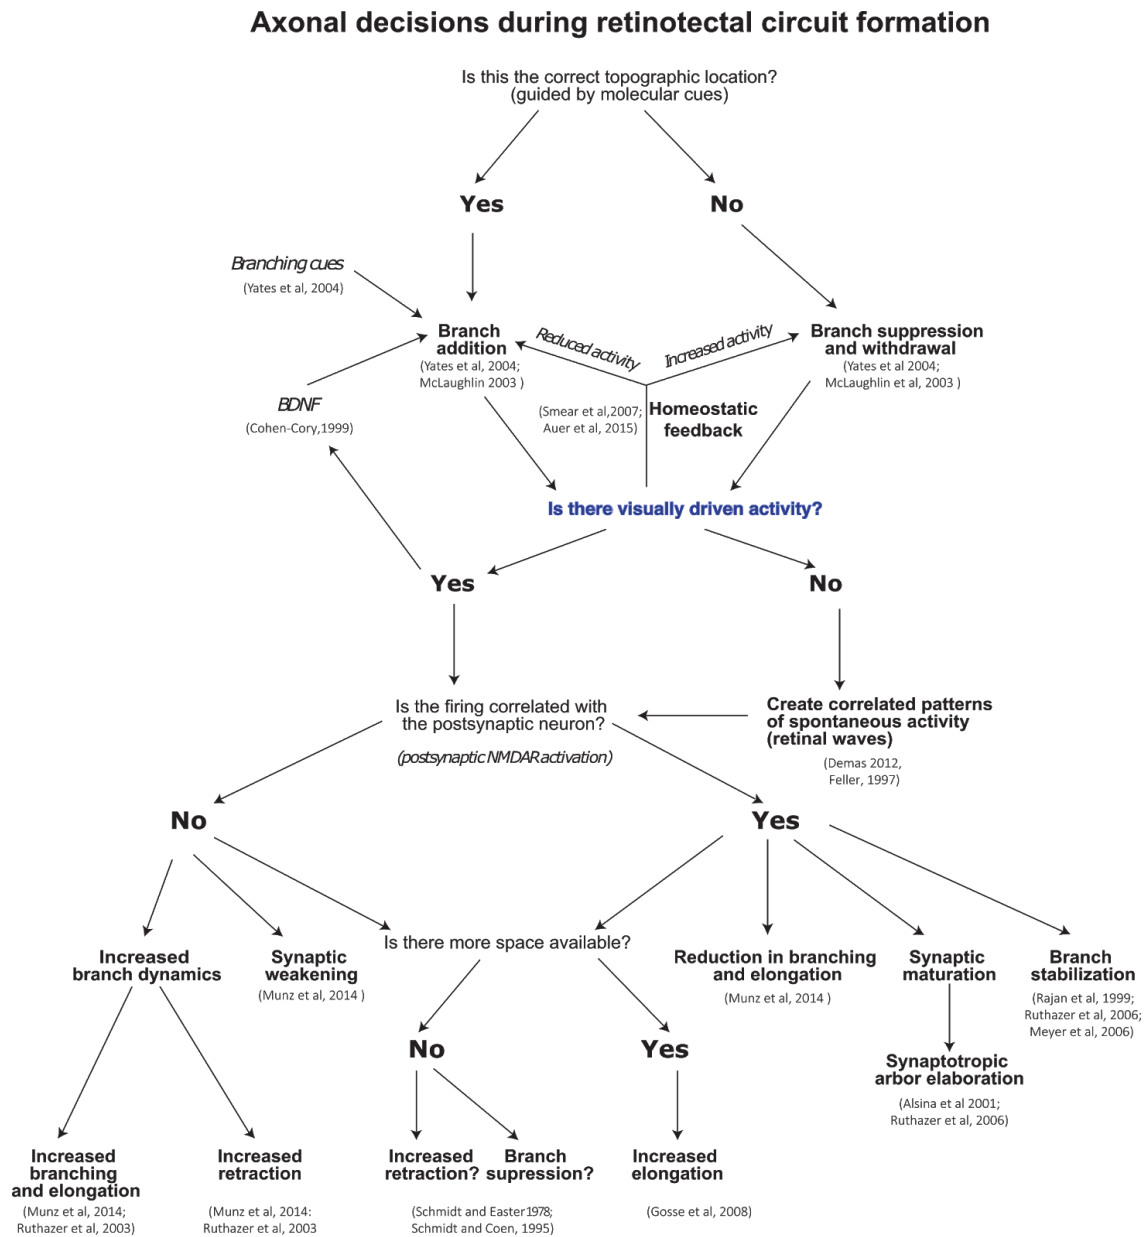 Axonal decisions during retinotectal circuit formation
Is this the correct topographic location?
(guided by molecular cues)
Yes
No
Branching cues
(Yates et al, 2004)
Branch
addition
(Yates et al, 2004;
McLaughlin 2003 )
Reduced activity
Increased activity
Branch suppression
and withdrawal
(Yates et al 2004;
McLaughlin et al, 2003 )
BDNF
(Cohen-Cory,1999)
(Smear et al,2007;
Auer et al, 2015)
Homeostatic
feedback
Is there visually driven activity?
Yes
No
Is the firing correlated with
the postsynaptic neuron?
(postsynaptic NMDAR activation)
Create correlated patterns
of spontaneous activity
(retinal waves)
(Demas 2012,
Feller, 1997)
No
Yes
Increased
branch dynamics
Synaptic
weakening
(Munz et al, 2014 )
Is there more space available?
Reduction in branching
and elongation
(Munz et al, 2014 )
Synaptic
maturation
Branch
stabilization
(Rajan et al, 1999;
Ruthazer et al, 2006;
Meyer et al, 2006)
No
Yes
Synaptotropic
arbor elaboration
(Alsina et al 2001;
Ruthazer et al, 2006)
Increased
branching
and elongation
(Munz et al, 2014;
Ruthazer et al, 2003)
Increased
retraction
(Munz et al, 2014:
Ruthazer et al, 2003
Increased
retraction?
Branch
supression?
(Schmidt and Easter 1978;
Schmidt and Coen, 1995)
Increased
elongation
(Gosse et al, 2008)